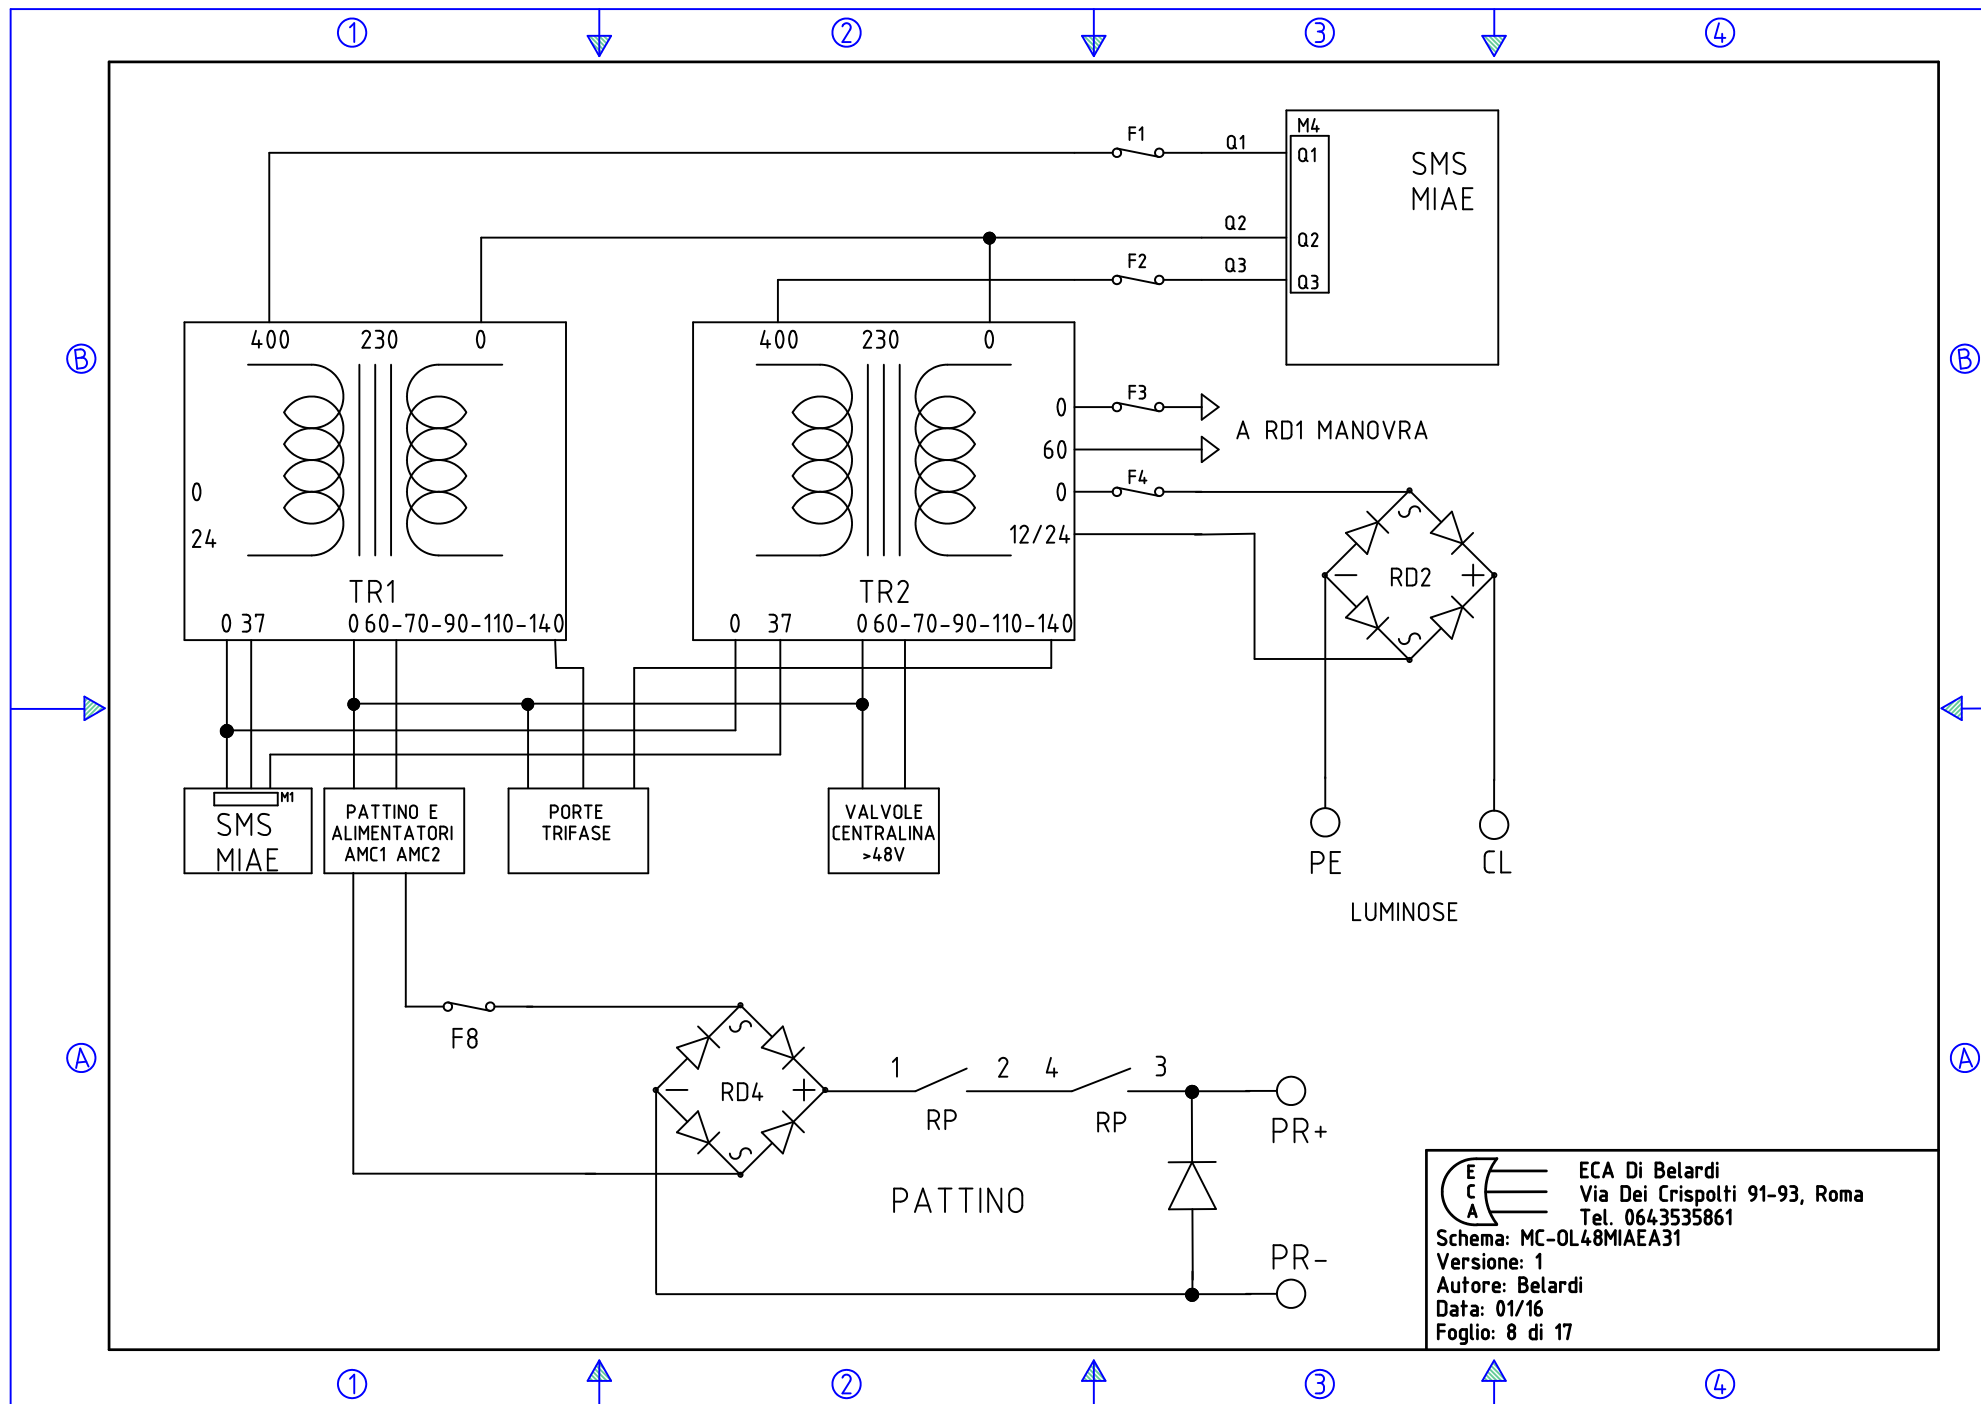 1 2 3 4
F1 Q1 M4
Q1 SMS
MIAE
Q2
Q2
F2 Q3
Q3
B B
400 230 0
400 230 0
0 F3
A RD1 MANOVRA
60
0 F4
12/24
0
24
RD2
TR1
0 37 0 60-70-90-110-140
TR2
0 37 0 60-70-90-110-140
M1
SMS
MIAE
PATTINO E
ALIMENTATORI
AMC1 AMC2
PORTE
TRIFASE
VALVOLE
CENTRALINA
>48V
PE CL
LUMINOSE
F8
A A
RD4
1 2 4 3
RP RP
PR+
PATTINO
PR-
E
C
A
ECA Di Belardi
Via Dei Crispolti 91-93, Roma
Tel. 0643535861
Schema: MC-OL48MIAEA31
Versione: 1
Autore: Belardi
Data: 01/16
Foglio: 8 di 17
1 2 3 4